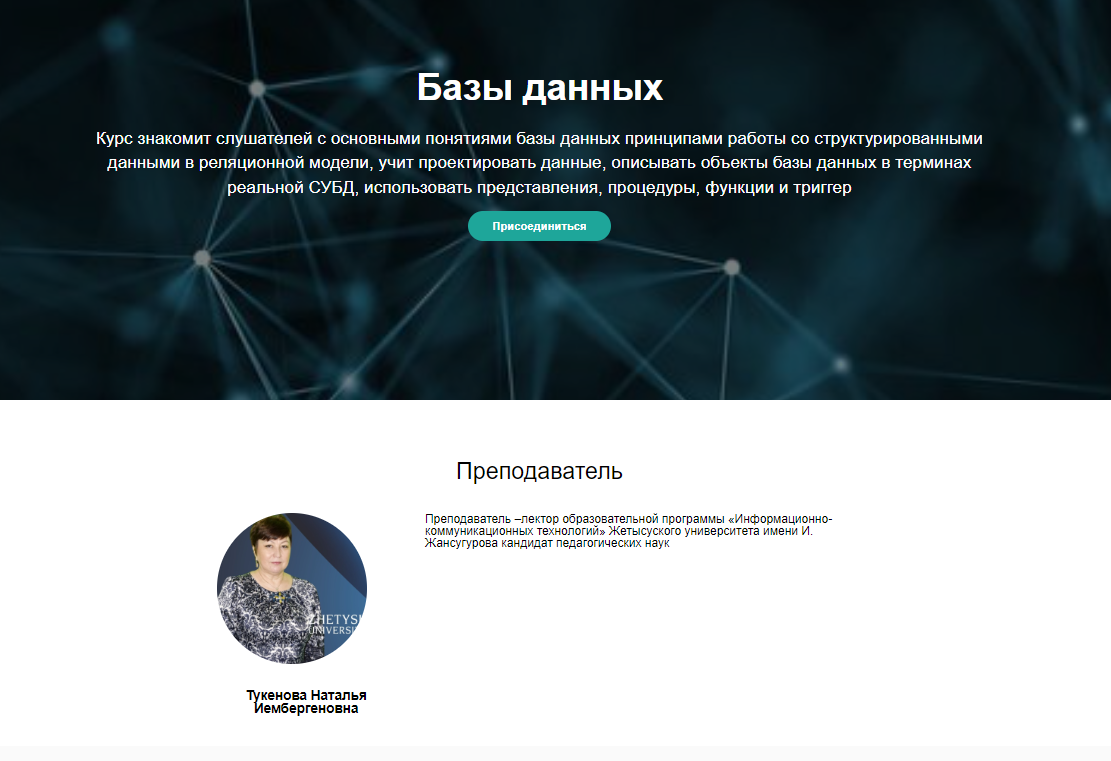 Базы данных
Курс знакомит слушателей с основными понятиями базы данных принципами работы со структурированными
данными в реляционной модели, учит проектировать данные, описывать объекты базы данных в терминах
реальной СУБД, использовать представления, процедуры, функции и триггер
Присоединиться
Преподаватель
Преподаватель –лектор образовательной программы «Информационно-
коммуникационных технологий» Жетысуского университета имени И.
Жансугурова кандидат педагогических наук
ZHETYS
UNIVERSI
Тукенова Наталья
Иембергеновна